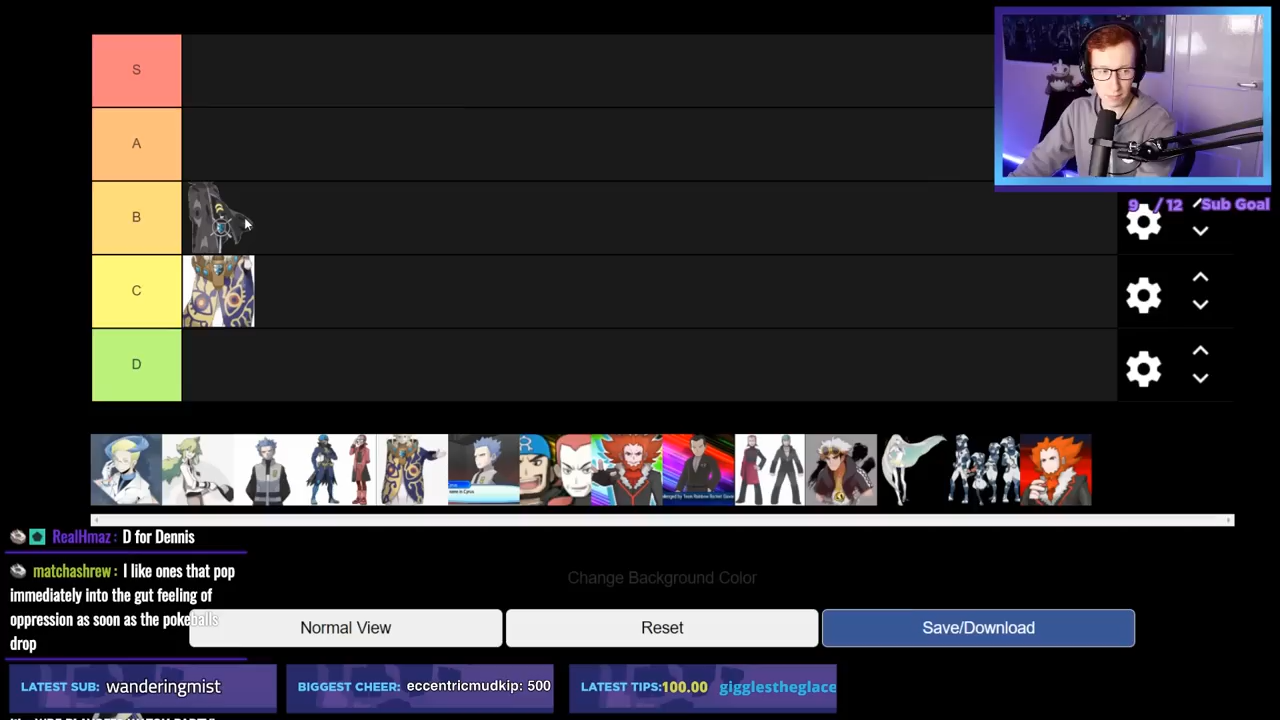 S
A
B
C
D
9 / 12 Sub Goal
RealHmaz: D for Dennis
matchashrew: I like ones that pop
immediately into the gut feeling of
oppression as soon as the pokeballs
drop
Change Background Color
Normal View
Reset
Save/Download
LATEST SUB: wanderingmist
BIGGEST CHEER: eccentricmudkip: 500
LATEST TIPS: 100.00 gigglestheglace